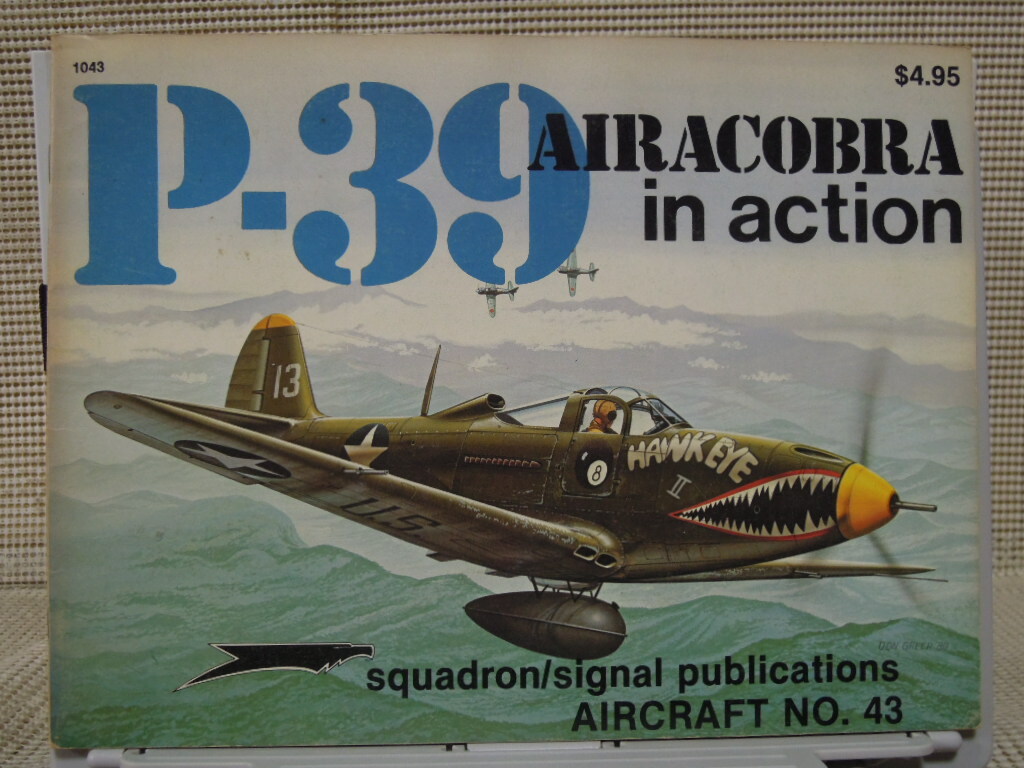 1043
$4.95
P-39
AIRACOBRA
in action
13
HAWKEYE
II
8
U.S.
squadron/signal publications
AIRCRAFT NO. 43